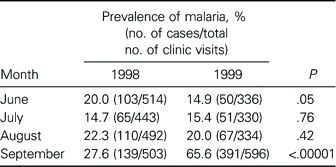 Prevalence of malaria, %
(no. of cases/total
no. of clinic visits)
Month 1998 1999 P
June 20.0 (103/514) 14.9 (50/336) .05
July 14.7 (65/443) 15.4 (51/330) .76
August 22.3 (110/492) 20.0 (67/334) .42
September 27.6 (139/503) 65.6 (391/596) <.00001